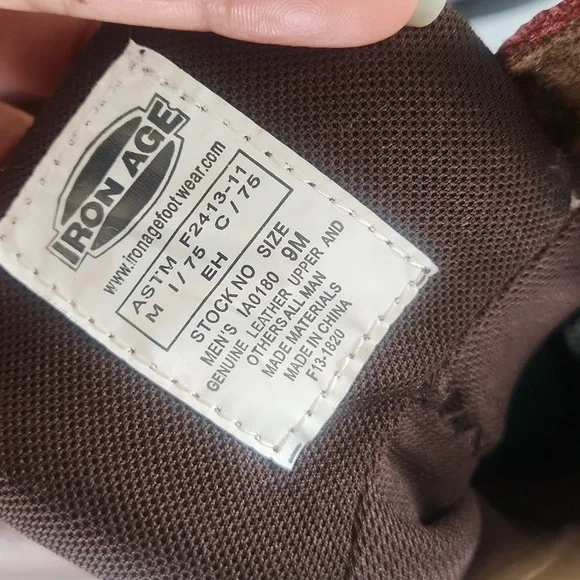 IRON AGE
www.ironagefootwear.com
ASTM F2413-11
M I/75 C/75
EH
STOCK NO SIZE
MEN'S IA0180 9M
GENUINE LEATHER UPPER AND
OTHERS ALL MAN
MADE MATERIALS
MADE IN CHINA
F13-1820